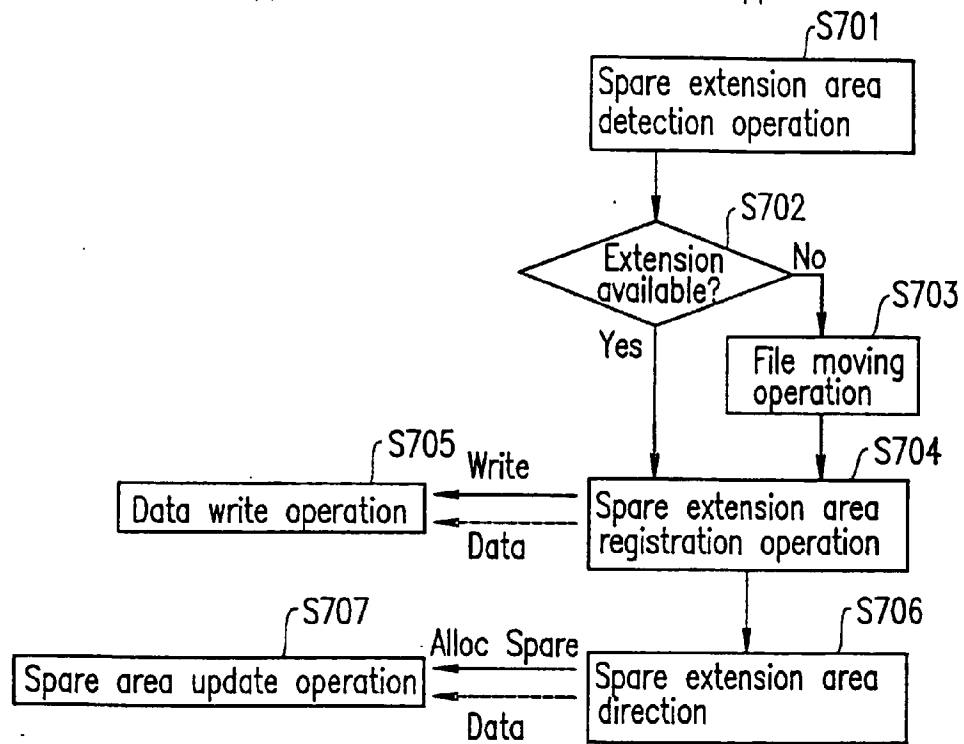 S701
Spare extension area
detection operation
S702
Extension
available?
No
Yes
S703
File moving
operation
S704
Spare extension area
registration operation
S705
Write
Data write operation
Data
S706
Spare extension area
direction
S707
Alloc Spare
Spare area update operation
Data